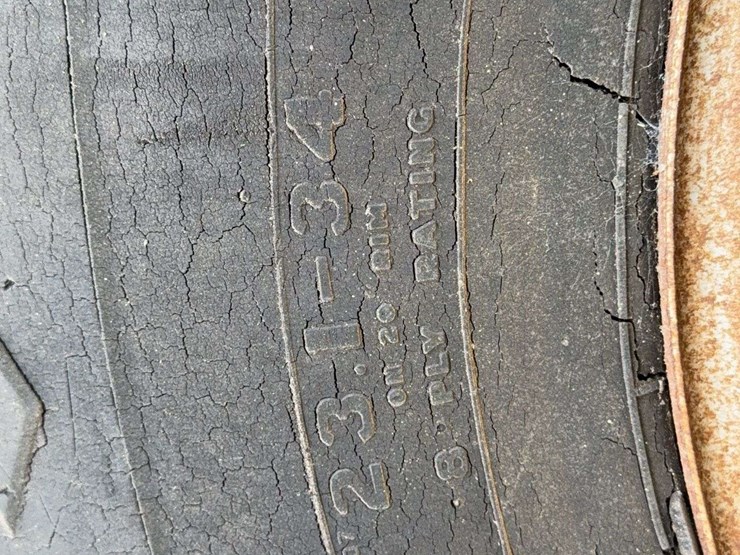 23.1-34
ON 20 RIM
8 PLY RATING